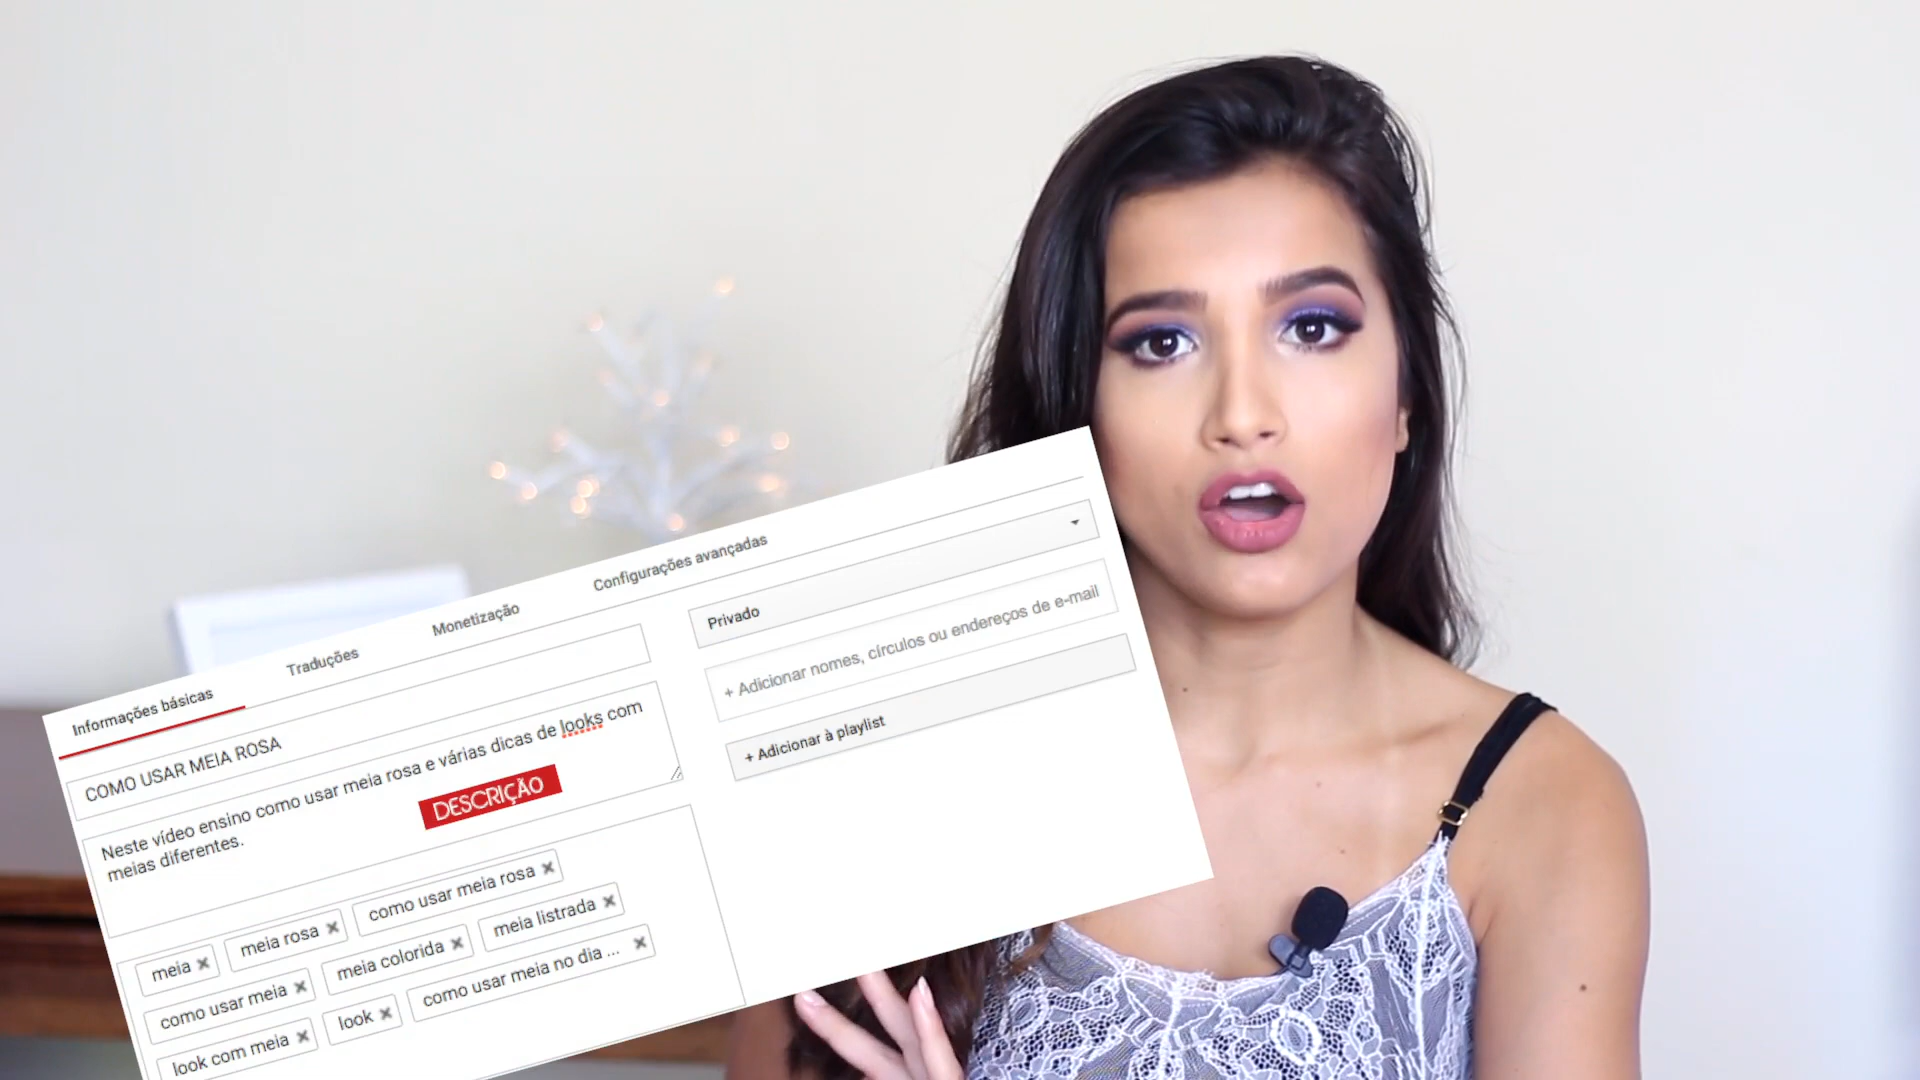 Informações básicas
Traduções
Monetização
Configurações avançadas
COMO USAR MEIA ROSA
Neste vídeo ensino como usar meia rosa e várias dicas de looks com
meias diferentes.
DESCRIÇÃO
meia ×
meia rosa ×
como usar meia rosa ×
como usar meia ×
meia colorida ×
meia listrada ×
look com meia ×
look ×
como usar meia no dia ... ×
Privado
+ Adicionar nomes, círculos ou endereços de e-mail
+ Adicionar à playlist